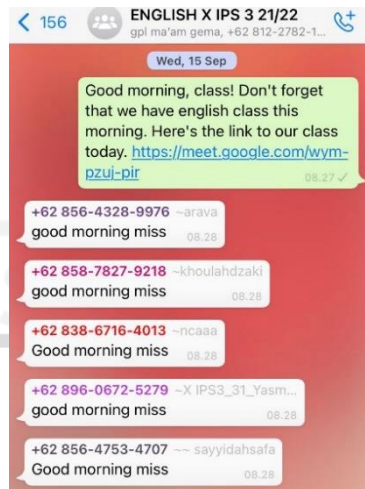 156
ENGLISH X IPS 3 21/22
gpl ma'am gema, +62 812-2782-1...
Wed, 15 Sep
Good morning, class! Don't forget
that we have english class this
morning. Here's the link to our class
today. https://meet.google.com/wym-
pzuj-pir
08.27
+62 856-4328-9976 ~arava
good morning miss 08.28
+62 858-7827-9218 ~khoulahdzaki
good morning miss 08.28
+62 838-6716-4013 ~ncaaa
Good morning miss 08.28
+62 896-0672-5279 ~X IPS3_31_Yasm...
good morning miss 08.28
+62 856-4753-4707 ~~ sayyidahsafa
Good morning miss 08.28